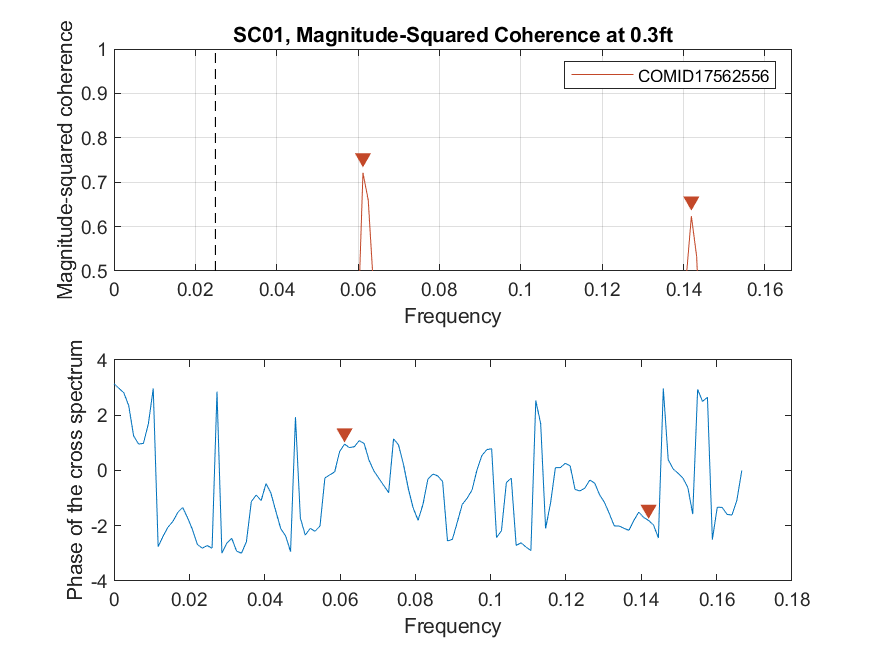 SC01, Magnitude-Squared Coherence at 0.3ft
Magnitude-squared coherence
1
0.9
0.8
0.7
0.6
0.5
COMID17562556
0 0.02 0.04 0.06 0.08 0.1 0.12 0.14 0.16
Frequency
Phase of the cross spectrum
4
2
0
-2
-4
0 0.02 0.04 0.06 0.08 0.1 0.12 0.14 0.16 0.18
Frequency